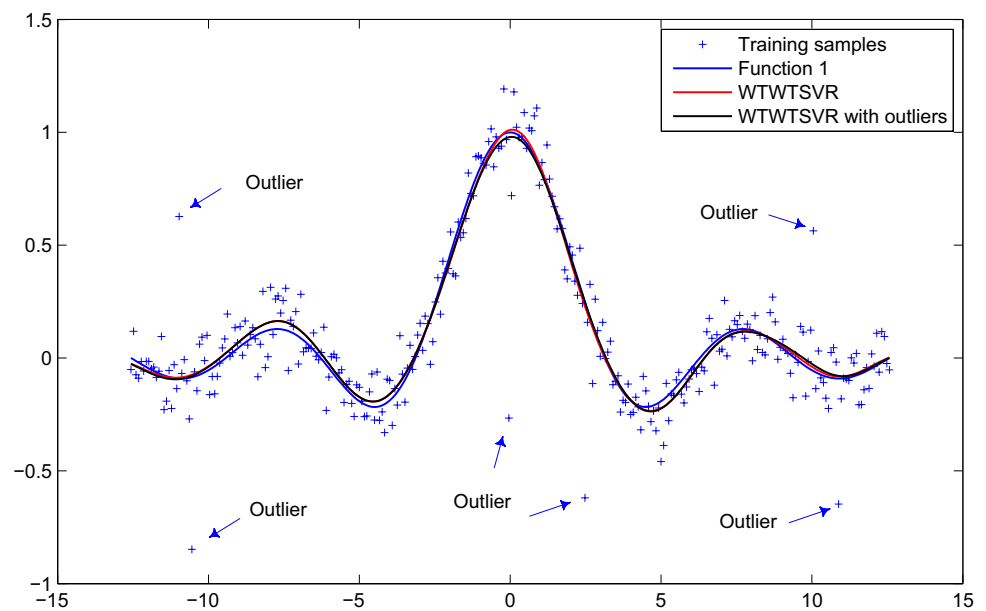 1.5
1
0.5
0
−0.5
−1
−15
−10
−5
0
5
10
15
Training samples
Function 1
WTWTSVR
WTWTSVR with outliers
Outlier
Outlier
Outlier
Outlier
Outlier